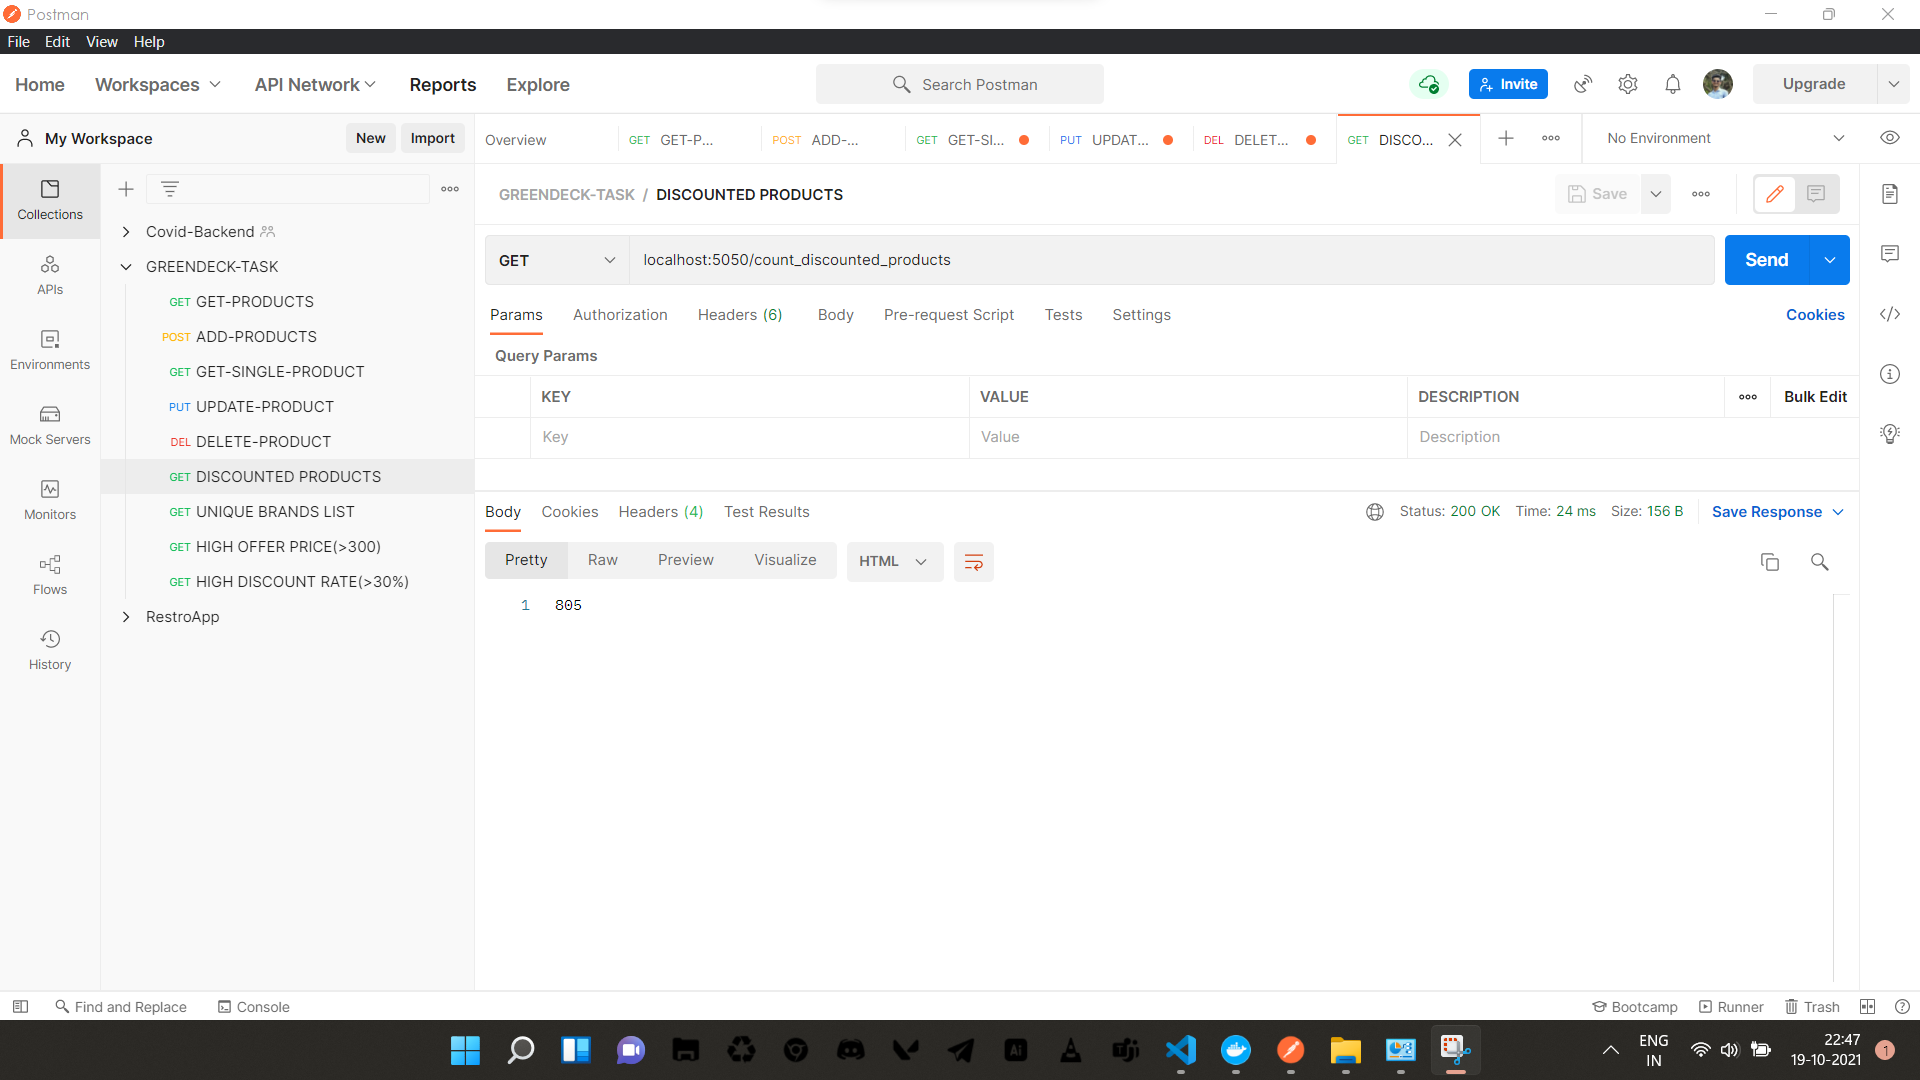 Postman
File Edit View Help
Home Workspaces API Network Reports Explore Search Postman Invite Upgrade
My Workspace New Import
Overview GET GET-P... POST ADD-... GET GET-SI... PUT UPDAT... DEL DELET... GET DISCO... No Environment
Collections
APIs
Environments
Mock Servers
Monitors
Flows
History
Covid-Backend
GREENDECK-TASK
GET GET-PRODUCTS
POST ADD-PRODUCTS
GET GET-SINGLE-PRODUCT
PUT UPDATE-PRODUCT
DEL DELETE-PRODUCT
GET DISCOUNTED PRODUCTS
GET UNIQUE BRANDS LIST
GET HIGH OFFER PRICE(>300)
GET HIGH DISCOUNT RATE(>30%)
RestroApp
GREENDECK-TASK / DISCOUNTED PRODUCTS Save
GET localhost:5050/count_discounted_products Send
Params Authorization Headers (6) Body Pre-request Script Tests Settings Cookies
Query Params
KEY VALUE DESCRIPTION Bulk Edit
Key Value Description
Body Cookies Headers (4) Test Results Status: 200 OK Time: 24 ms Size: 156 B Save Response
Pretty Raw Preview Visualize HTML
1 805
Find and Replace Console Bootcamp Runner Trash
Ai
ENG
IN
22:47
19-10-2021
1